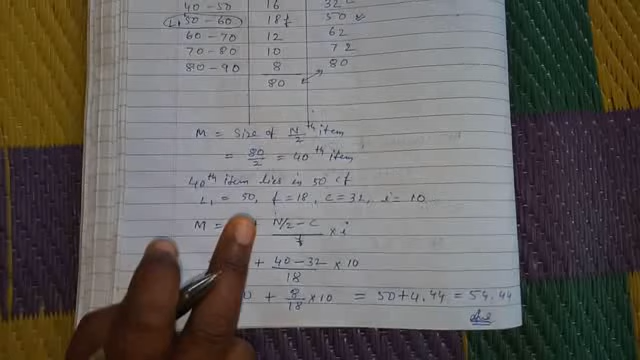 40-50 16 32
L₁ 50-60 18 f 50
60-70 12 62
70-80 10 72
80-90 8 80
80
M = Size of N/2 th item
= 80/2 = 40th item
40th item lies in 50 cf
L₁ = 50, f = 18, C = 32, i = 10
M = N/2 - C / f × i
+ 40-32 / 18 × 10
0 + 8/18 × 10 = 50+4.44 = 54.44
Ans